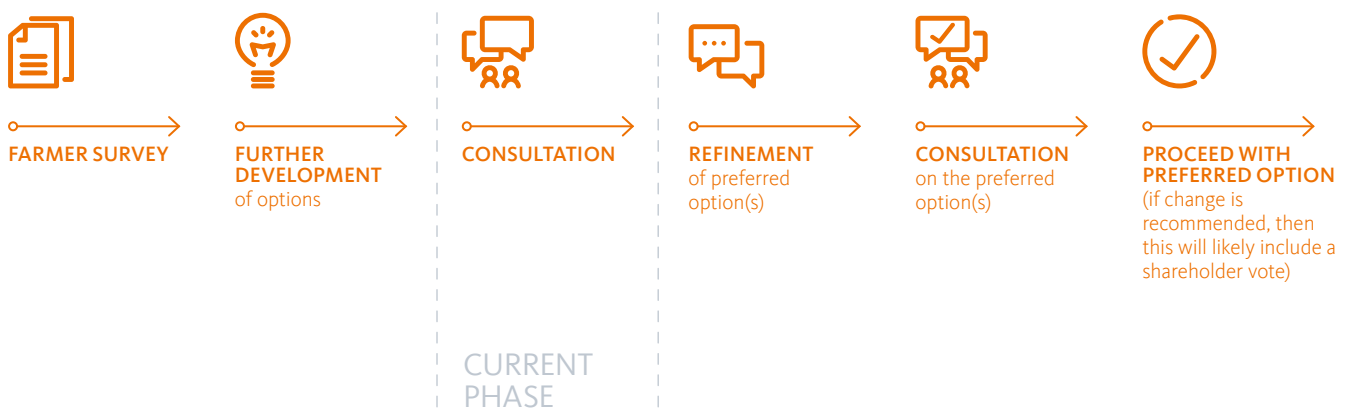 FARMER SURVEY
FURTHER
DEVELOPMENT
of options
CONSULTATION
REFINEMENT
of preferred
option(s)
CONSULTATION
on the preferred
option(s)
PROCEED WITH
PREFERRED OPTION
(if change is
recommended, then
this will likely include a
shareholder vote)
CURRENT
PHASE